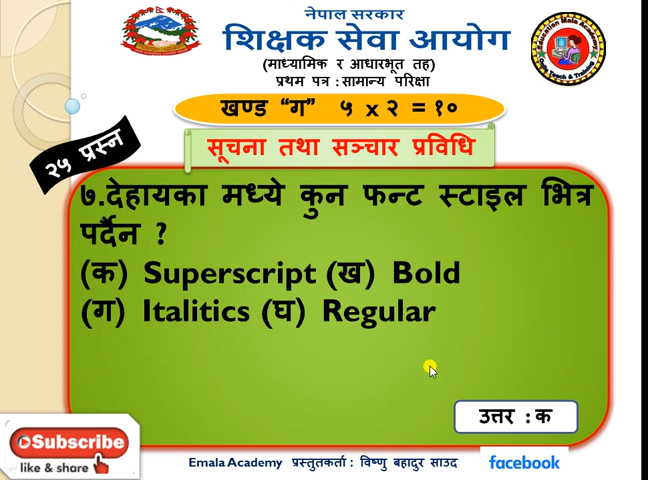 नेपाल सरकार
शिक्षक सेवा आयोग
(माध्यामिक र आधारभूत तह)
प्रथम पत्र : सामान्य परिक्षा
खण्ड “ग” ५ x २ = १०
२५ प्रस्न
सूचना तथा सञ्चार प्रविधि
७.देहायका मध्ये कुन फन्ट स्टाइल भित्र
पर्दैन ?
(क) Superscript (ख) Bold
(ग) Italitics (घ) Regular
उत्तर : क
Subscribe
like & share
Emala Academy प्रस्तुतकर्ता : विष्णु बहादुर साउद
facebook